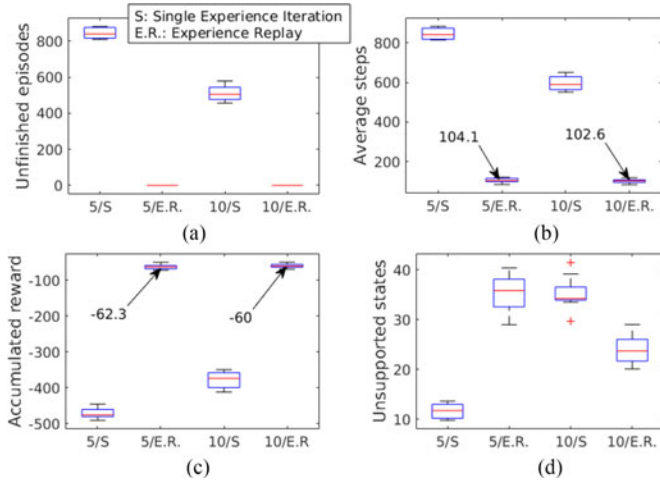 S: Single Experience Iteration
E.R.: Experience Replay
Unfinished episodes
800
600
400
200
0
5/S 5/E.R. 10/S 10/E.R.
(a)
Average steps
800
600
400
200
104.1
102.6
5/S 5/E.R. 10/S 10/E.R.
(b)
Accumulated reward
-100
-200
-300
-400
-500
-62.3
-60
5/S 5/E.R. 10/S 10/E.R
(c)
Unsupported states
40
30
20
10
5/S 5/E.R. 10/S 10/E.R.
(d)